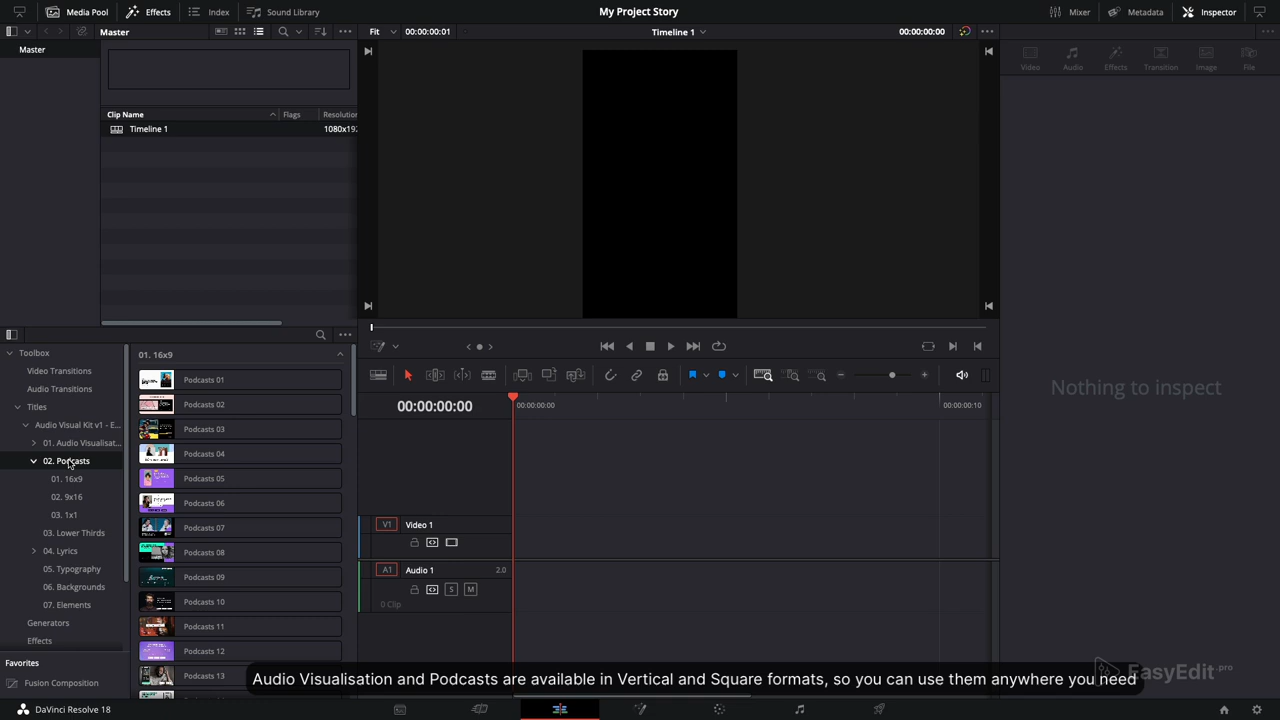 Media Pool
Effects
Index
Sound Library
My Project Story
Mixer
Metadata
Inspector
Master
Fit
00:00:00:01
Timeline 1
00:00:00:00
Master
Clip Name
Flags
Resolutio
Timeline 1
1080x192
Video
Audio
Effects
Transition
Image
File
Nothing to inspect
Toolbox
Video Transitions
Audio Transitions
Titles
Audio Visual Kit v1 - E...
01. Audio Visualisat...
02. Podcasts
01. 16x9
02. 9x16
03. 1x1
03. Lower Thirds
04. Lyrics
05. Typography
06. Backgrounds
07. Elements
Generators
Effects
Favorites
Fusion Composition
01. 16x9
Podcasts 01
Podcasts 02
Podcasts 03
Podcasts 04
Podcasts 05
Podcasts 06
Podcasts 07
Podcasts 08
Podcasts 09
Podcasts 10
Podcasts 11
Podcasts 12
Podcasts 13
00:00:00:00
00:00:00:00
00:00:00:10
V1 Video 1
A1 Audio 1 2.0
S M
0 Clip
EasyEdit.pro
Audio Visualisation and Podcasts are available in Vertical and Square formats, so you can use them anywhere you need
DaVinci Resolve 18